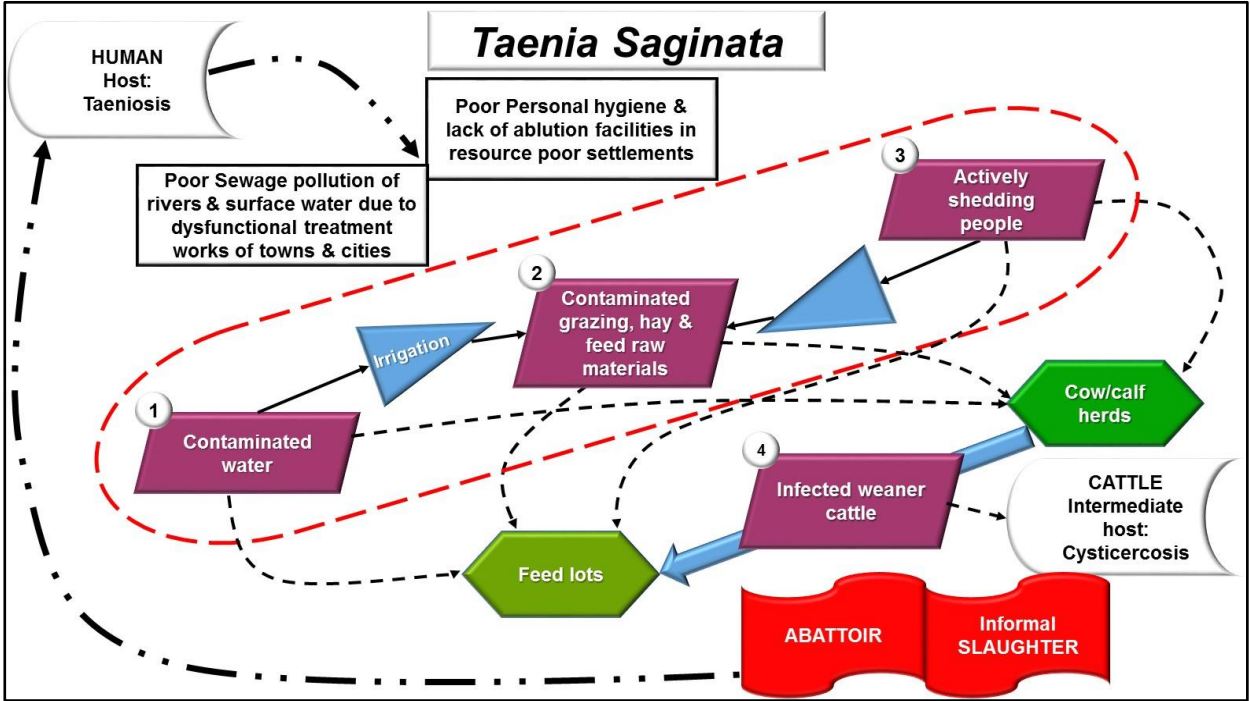 Taenia Saginata
HUMAN
Host:
Taeniosis
Poor Personal hygiene &
lack of ablution facilities in
resource poor settlements
Poor Sewage pollution of
rivers & surface water due to
dysfunctional treatment
works of towns & cities
3
Actively
shedding
people
2
Contaminated
grazing, hay &
feed raw
materials
Irrigation
1
Contaminated
water
Cow/calf
herds
4
Infected weaner
cattle
CATTLE
Intermediate
host:
Cysticercosis
Feed lots
ABATTOIR
Informal
SLAUGHTER